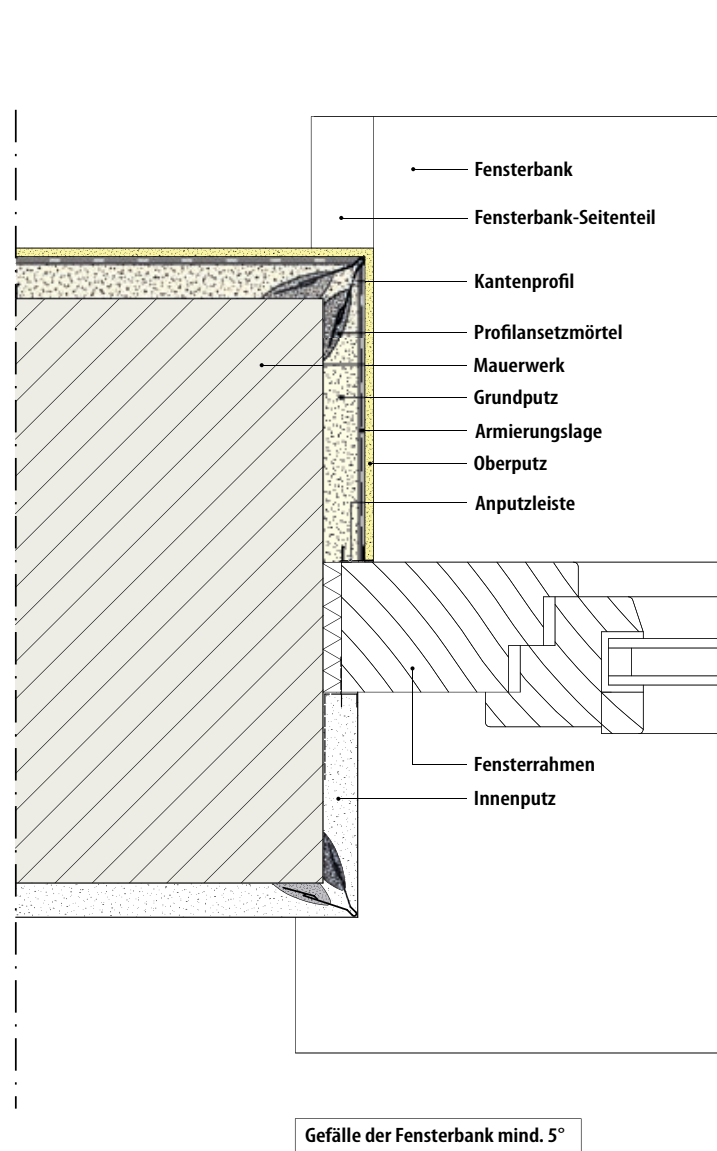 Fensterbank
Fensterbank-Seitenteil
Kantenprofil
Profilansetzmörtel
Mauerwerk
Grundputz
Armierungslage
Oberputz
Anputzleiste
Fensterrahmen
Innenputz
Gefälle der Fensterbank mind. 5°